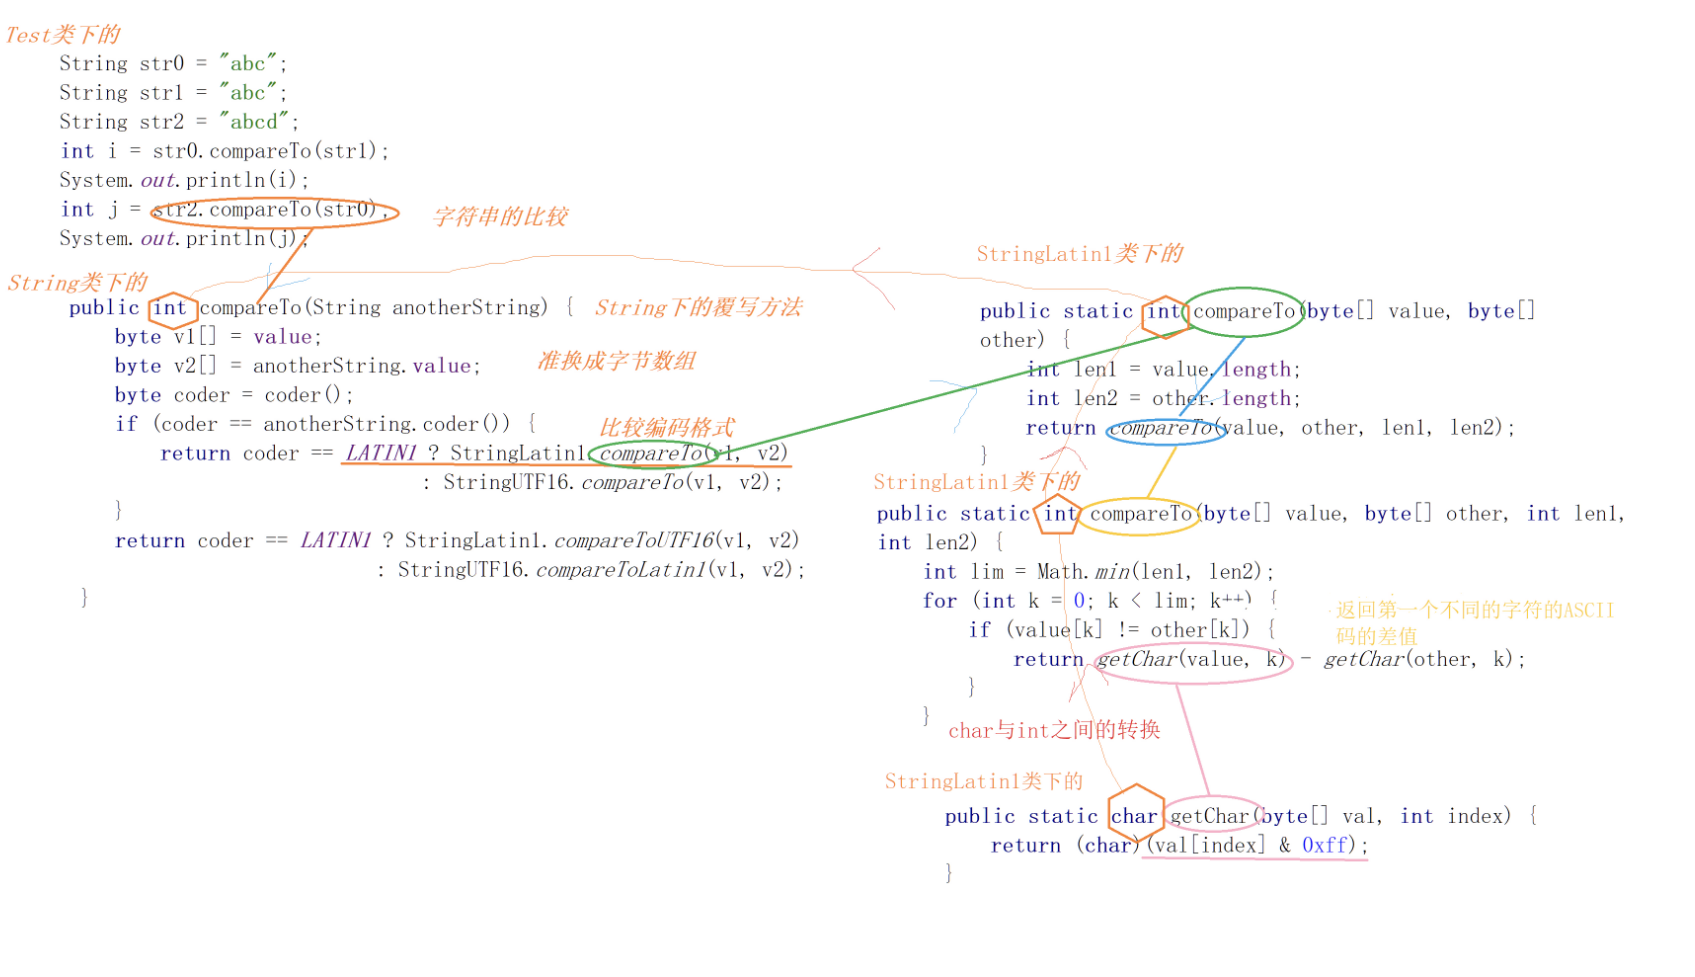 Test类下的
String str0 = "abc";
String str1 = "abc";
String str2 = "abcd";
int i = str0.compareTo(str1);
System.out.println(i);
int j = str2.compareTo(str0);
字符串的比较
System.out.println(j);
String类下的
public int compareTo(String anotherString) {
String下的覆写方法
byte v1[] = value;
byte v2[] = anotherString.value;
准换成字节数组
byte coder = coder();
if (coder == anotherString.coder()) {
比较编码格式
return coder == LATIN1 ? StringLatin1.compareTo(v1, v2)
: StringUTF16.compareTo(v1, v2);
}
return coder == LATIN1 ? StringLatin1.compareToUTF16(v1, v2)
: StringUTF16.compareToLatin1(v1, v2);
}
StringLatin1类下的
public static int compareTo(byte[] value, byte[]
other) {
int len1 = value.length;
int len2 = other.length;
return compareTo(value, other, len1, len2);
}
StringLatin1类下的
public static int compareTo(byte[] value, byte[] other, int len1,
int len2) {
int lim = Math.min(len1, len2);
for (int k = 0; k < lim; k++) {
if (value[k] != other[k]) {
return getChar(value, k) - getChar(other, k);
}
}
返回第一个不同的字符的ASCII
码的差值
char与int之间的转换
StringLatin1类下的
public static char getChar(byte[] val, int index) {
return (char)(val[index] & 0xff);
}